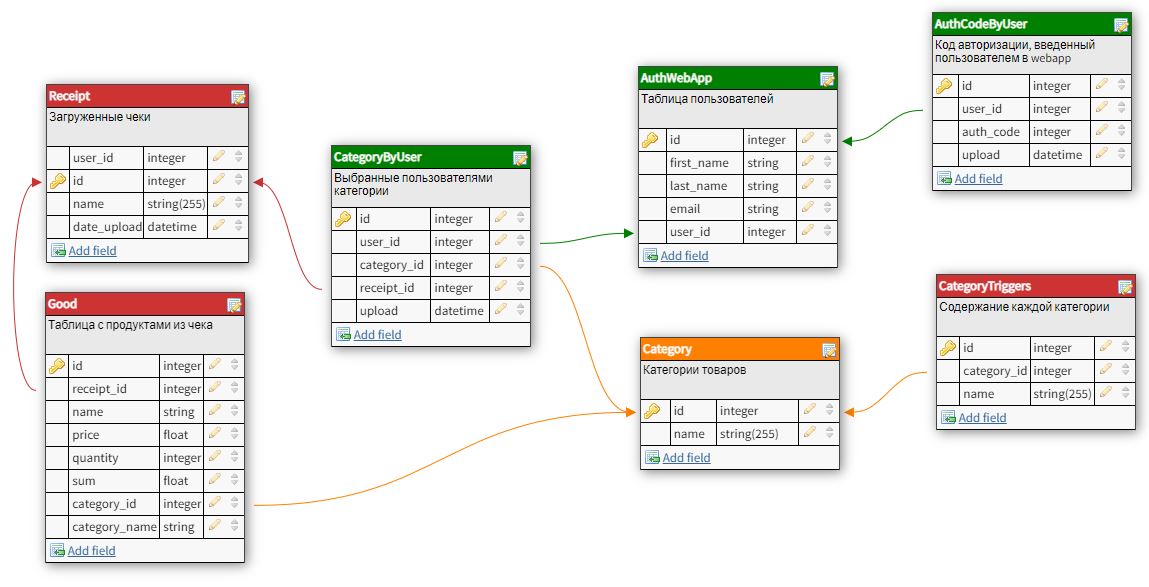 Receipt
Загруженные чеки
user_id integer
id integer
name string(255)
date_upload datetime
Add field
Good
Таблица с продуктами из чека
id integer
receipt_id integer
name string
price float
quantity integer
sum float
category_id integer
category_name string
Add field
CategoryByUser
Выбранные пользователями
категории
id integer
user_id integer
category_id integer
receipt_id integer
upload datetime
Add field
AuthWebApp
Таблица пользователей
id integer
first_name string
last_name string
email string
user_id integer
Add field
Category
Категории товаров
id integer
name string(255)
Add field
AuthCodeByUser
Код авторизации, введенный
пользователем в webapp
id integer
user_id integer
auth_code integer
upload datetime
Add field
CategoryTriggers
Содержание каждой категории
id integer
category_id integer
name string(255)
Add field